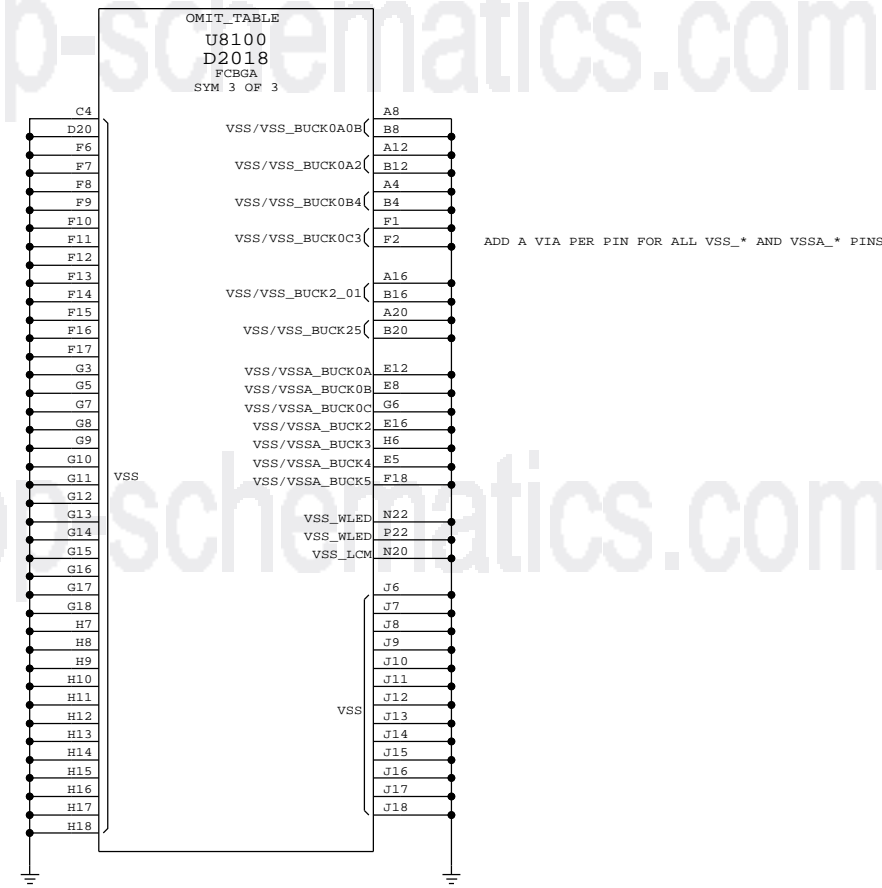 p-schematics.com
OMIT_TABLE
U8100
D2018
FCBGA
SYM 3 OF 3
C4
D20
F6
F7
F8
F9
F10
F11
F12
F13
F14
F15
F16
F17
G3
G5
G7
G8
G9
G10
G11
G12
G13
G14
G15
G16
G17
G18
H7
H8
H9
H10
H11
H12
H13
H14
H15
H16
H17
H18
VSS
VSS/VSS_BUCK0A0B
A8
B8
VSS/VSS_BUCK0A2
A12
B12
VSS/VSS_BUCK0B4
A4
B4
VSS/VSS_BUCK0C3
F1
F2
VSS/VSS_BUCK2_01
A16
B16
VSS/VSS_BUCK25
A20
B20
VSS/VSSA_BUCK0A E12
VSS/VSSA_BUCK0B E8
VSS/VSSA_BUCK0C G6
VSS/VSSA_BUCK2 E16
VSS/VSSA_BUCK3 H6
VSS/VSSA_BUCK4 E5
VSS/VSSA_BUCK5 F18
VSS_WLED N22
VSS_WLED P22
VSS_LCM N20
VSS
J6
J7
J8
J9
J10
J11
J12
J13
J14
J15
J16
J17
J18
ADD A VIA PER PIN FOR ALL VSS_* AND VSSA_* PINS
op-schematics.com